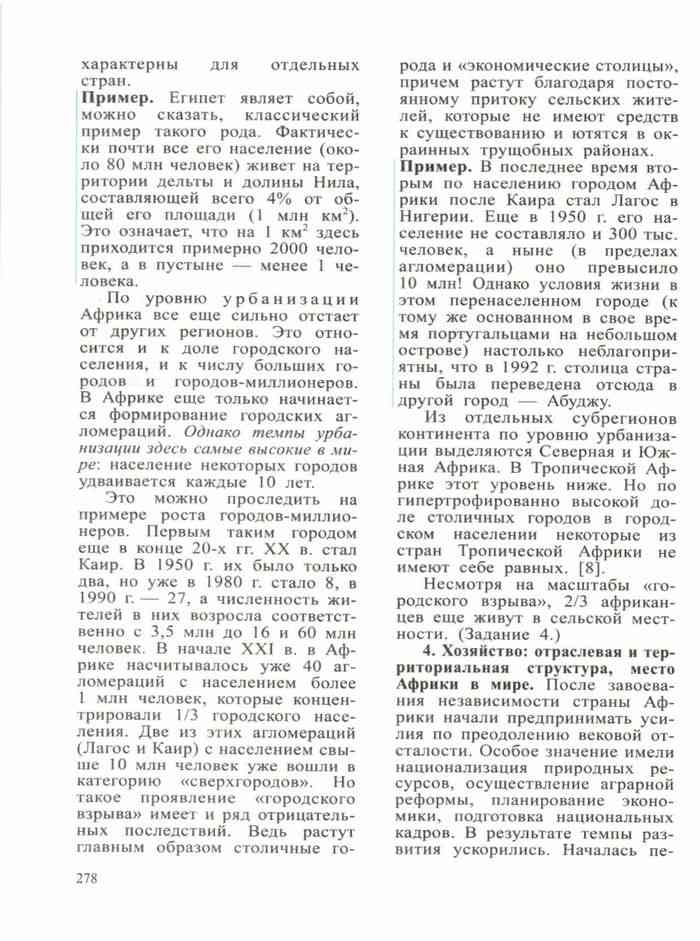 характерны для отдельных
стран.
Пример. Египет являет собой,
можно сказать, классический
пример такого рода. Фактичес-
ки почти все его население (око-
ло 80 млн человек) живет на тер-
ритории дельты и долины Нила,
составляющей всего 4% от об-
щей его площади (1 млн км²).
Это означает, что на 1 км² здесь
приходится примерно 2000 чело-
век, а в пустыне — менее 1 че-
ловека.
По уровню урбанизации
Африка все еще сильно отстает
от других регионов. Это отно-
сится и к доле городского на-
селения, и к числу больших го-
родов и городов-миллионеров.
В Африке еще только начинает-
ся формирование городских аг-
ломераций. Однако темпы урба-
низации здесь самые высокие в ми-
ре: население некоторых городов
удваивается каждые 10 лет.
Это можно проследить на
примере роста городов-миллио-
неров. Первым таким городом
еще в конце 20-х гг. XX в. стал
Каир. В 1950 г. их было только
два, но уже в 1980 г. стало 8, в
1990 г. — 27, а численность жи-
телей в них возросла соответст-
венно с 3,5 млн до 16 и 60 млн
человек. В начале XXI в. в Аф-
рике насчитывалось уже 40 аг-
ломераций с населением более
1 млн человек, которые концен-
трировали 1/3 городского насе-
ления. Две из этих агломераций
(Лагос и Каир) с населением свы-
ше 10 млн человек уже вошли в
категорию «сверхгородов». Но
такое проявление «городского
взрыва» имеет и ряд отрицатель-
ных последствий. Ведь растут
главным образом столичные го-
рода и «экономические столицы»,
причем растут благодаря посто-
янному притоку сельских жите-
лей, которые не имеют средств
к существованию и ютятся в ок-
раинных трущобных районах.
Пример. В последнее время вто-
рым по населению городом Аф-
рики после Каира стал Лагос в
Нигерии. Еще в 1950 г. его на-
селение не составляло и 300 тыс.
человек, а ныне (в пределах
агломерации) оно превысило
10 млн! Однако условия жизни в
этом перенаселенном городе (к
тому же основанном в свое вре-
мя португальцами на небольшом
острове) настолько неблагопри-
ятны, что в 1992 г. столица стра-
ны была переведена отсюда в
другой город — Абуджу.
Из отдельных субрегионов
континента по уровню урбаниза-
ции выделяются Северная и Юж-
ная Африка. В Тропической Аф-
рике этот уровень ниже. Но по
гипертрофированно высокой до-
ле столичных городов в город-
ском населении некоторые из
стран Тропической Африки не
имеют себе равных. [8].
Несмотря на масштабы «го-
родского взрыва», 2/3 африкан-
цев еще живут в сельской мест-
ности. (Задание 4.)
4. Хозяйство: отраслевая и тер-
риториальная структура, место
Африки в мире. После завоева-
ния независимости страны Аф-
рики начали предпринимать уси-
лия по преодолению вековой от-
сталости. Особое значение имели
национализация природных ре-
сурсов, осуществление аграрной
реформы, планирование эконо-
мики, подготовка национальных
кадров. В результате темпы раз-
вития ускорились. Началась пе-
278